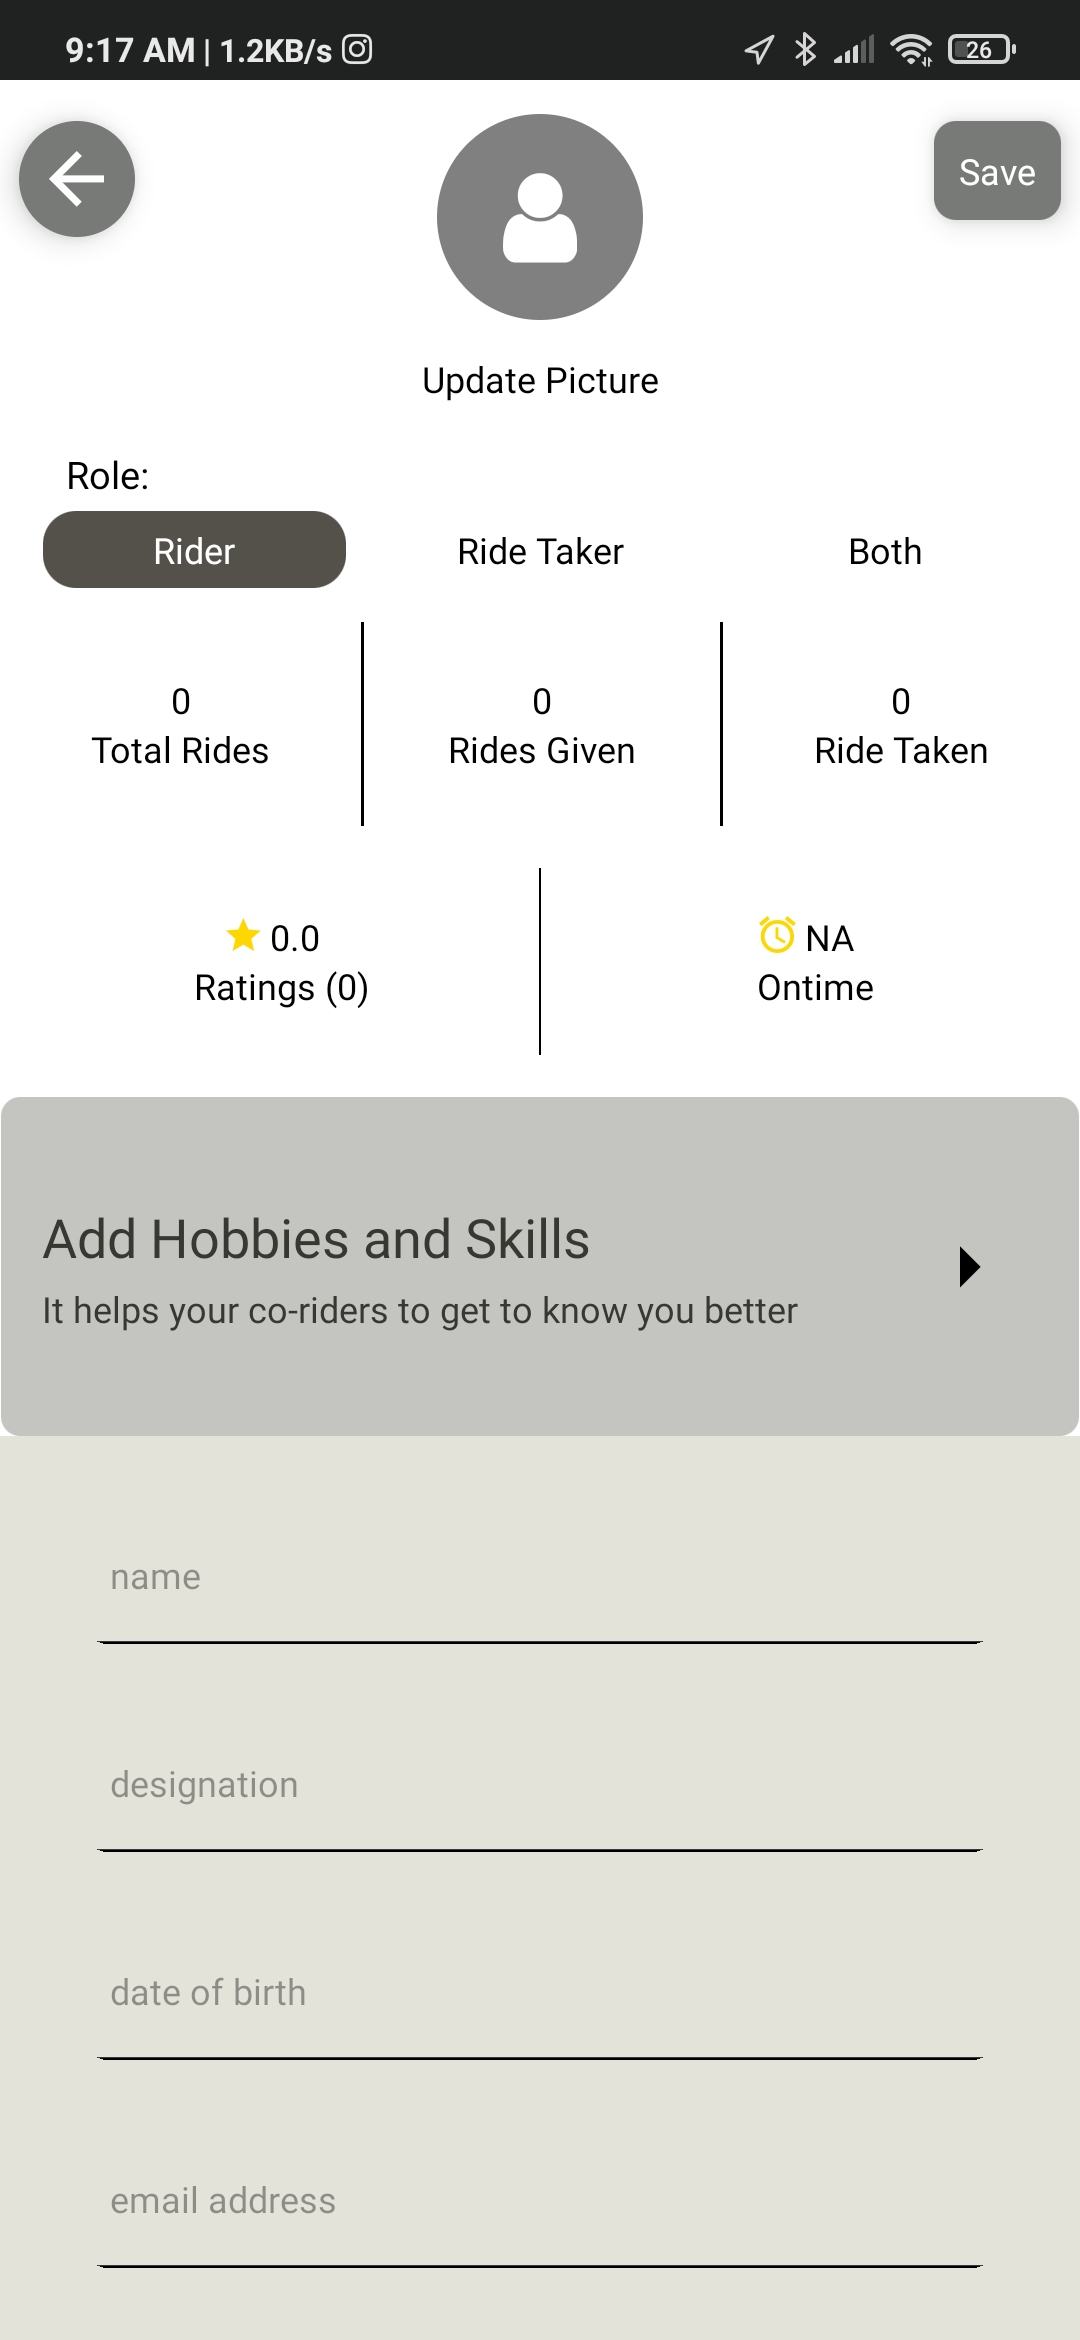 9:17 AM | 1.2KB/s
26
Save
Update Picture
Role:
Rider Ride Taker Both
0 0 0
Total Rides Rides Given Ride Taken
0.0 NA
Ratings (0) Ontime
Add Hobbies and Skills
It helps your co-riders to get to know you better
name
designation
date of birth
email address